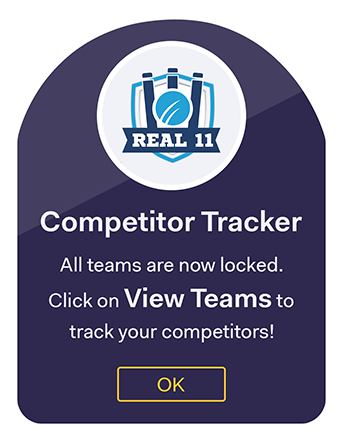 REAL 11
Competitor Tracker
All teams are now locked.
Click on View Teams to
track your competitors!
OK